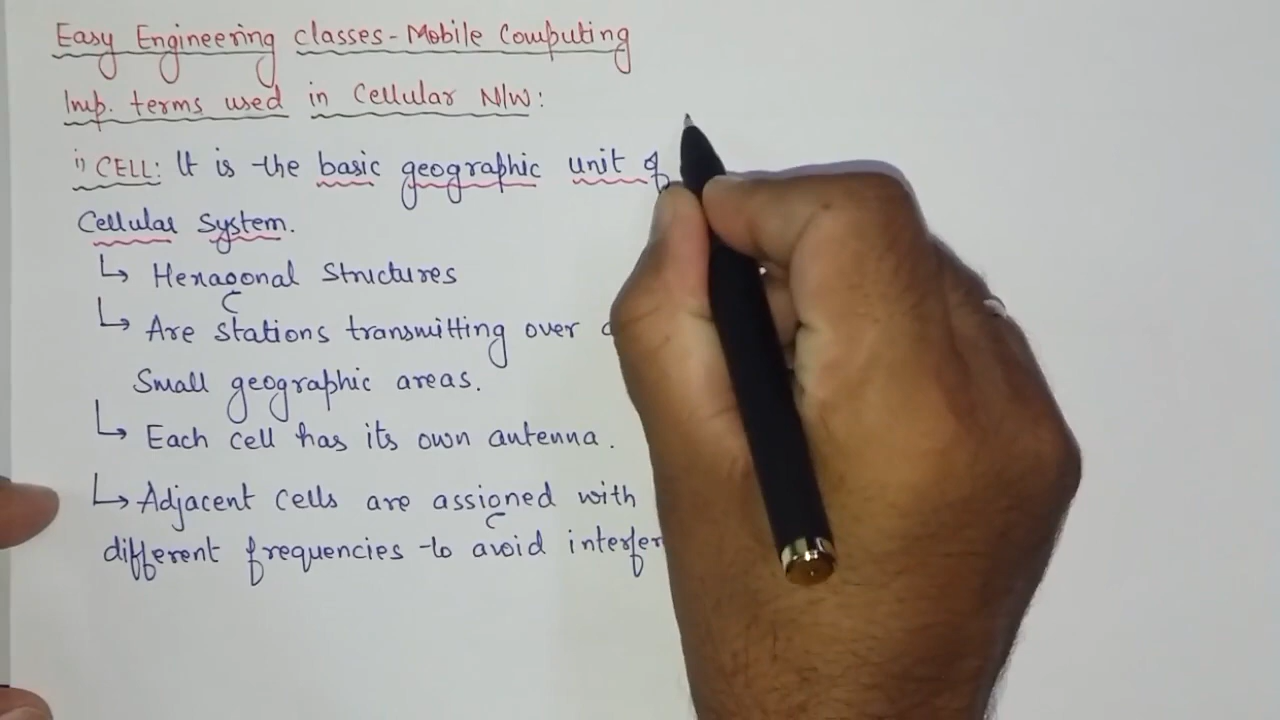 Easy Engineering classes - Mobile Computing
Imp. terms used in Cellular N/W:
i) CELL: It is the basic geographic unit of
Cellular System.
↳ Hexagonal Structures
↳ Are stations transmitting over
Small geographic areas.
↳ Each cell has its own antenna.
↳ Adjacent cells are assigned with
different frequencies to avoid